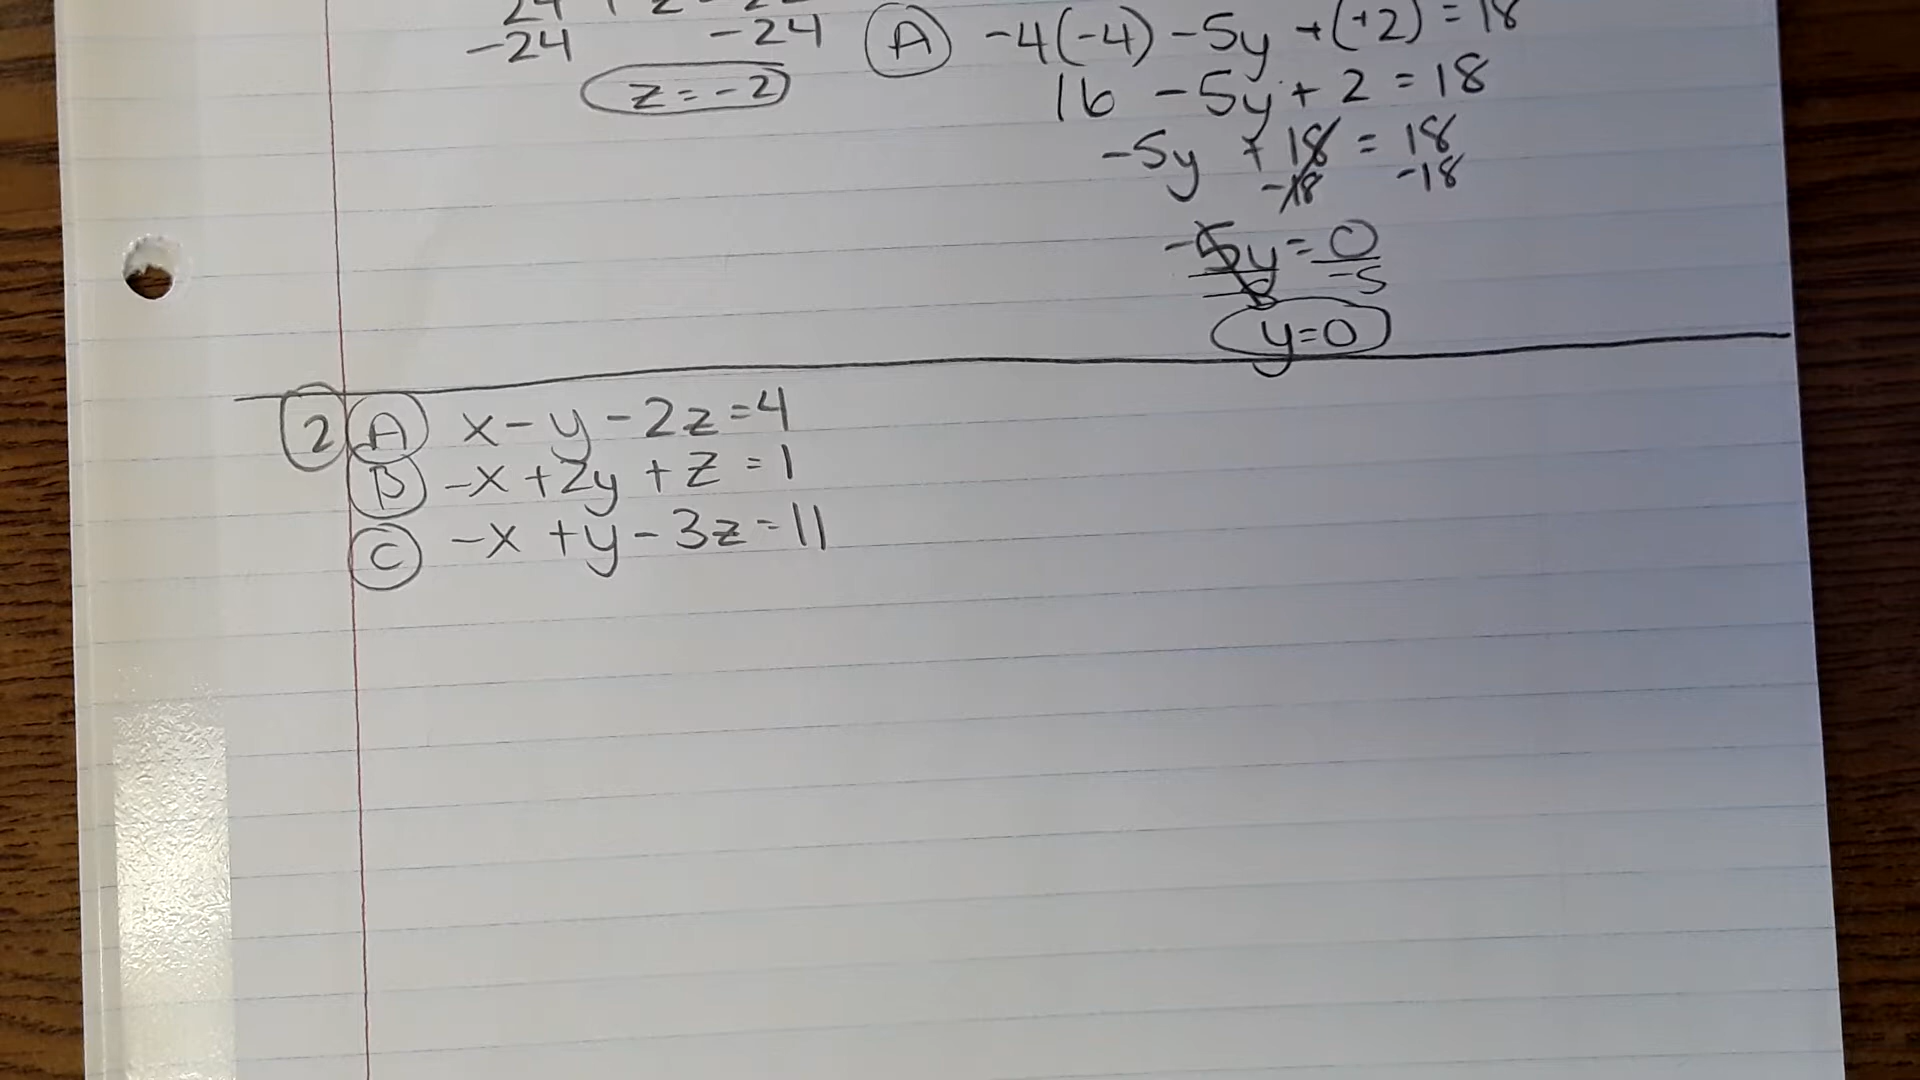 -24 -24
z = -2
Ⓐ -4(-4) -5y +(+2) = 18
16 -5y + 2 = 18
-5y + 18 = 18
-18 -18
-5y = 0
-5
y=0
② Ⓐ x - y - 2z = 4
Ⓑ -x + 2y + z = 1
Ⓒ -x + y - 3z = 11